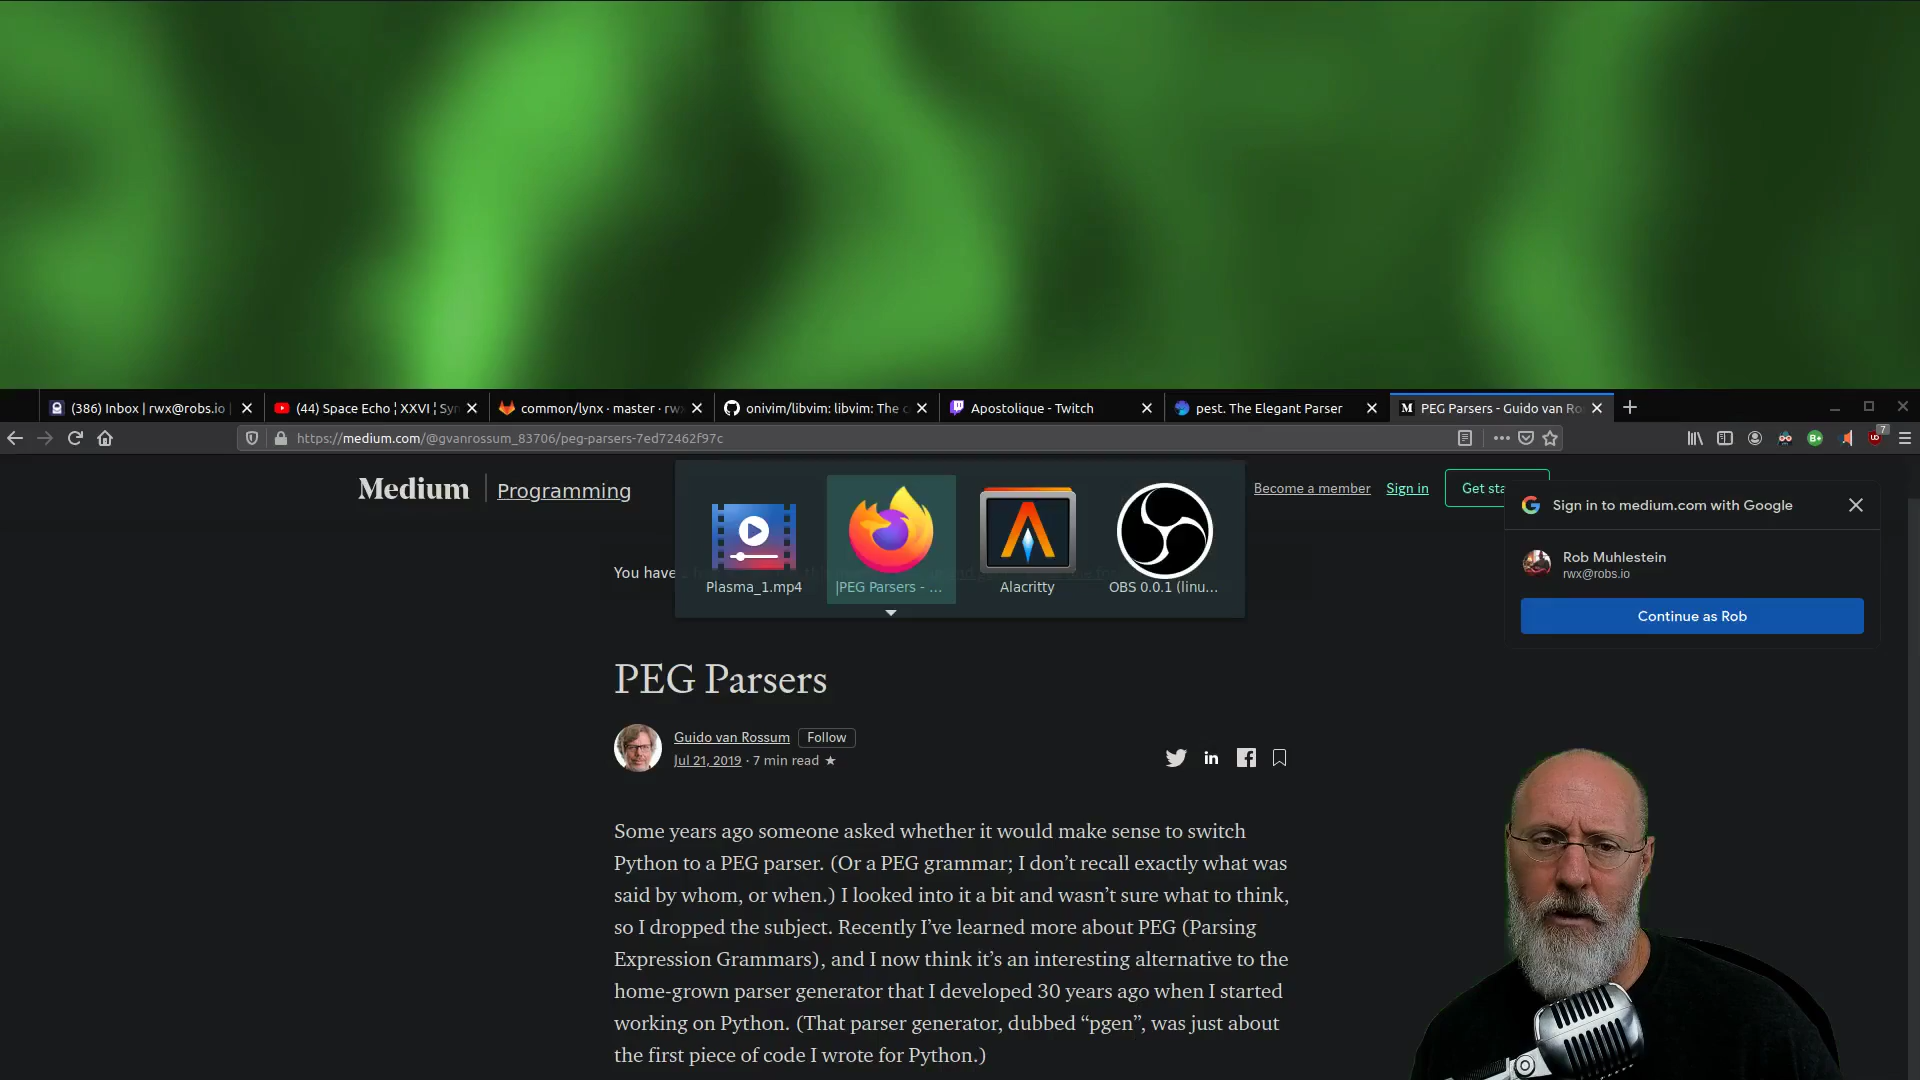 (386) Inbox | rwx@robs.io |
(44) Space Echo ¦ XXVI ¦ Syn
common/lynx · master · rwx
onivim/libvim: libvim: The c
Apostolique - Twitch
pest. The Elegant Parser
PEG Parsers - Guido van Ro
https://medium.com/@gvanrossum_83706/peg-parsers-7ed72462f97c
7
Medium
Programming
Become a member
Sign in
Get sta
Sign in to medium.com with Google
Rob Muhlestein
rwx@robs.io
Continue as Rob
You have
Plasma_1.mp4
|PEG Parsers - ...
Alacritty
OBS 0.0.1 (linu...
PEG Parsers
Guido van Rossum
Follow
Jul 21, 2019 · 7 min read ★
Some years ago someone asked whether it would make sense to switch
Python to a PEG parser. (Or a PEG grammar; I don’t recall exactly what was
said by whom, or when.) I looked into it a bit and wasn’t sure what to think,
so I dropped the subject. Recently I’ve learned more about PEG (Parsing
Expression Grammars), and I now think it’s an interesting alternative to the
home-grown parser generator that I developed 30 years ago when I started
working on Python. (That parser generator, dubbed “pgen”, was just about
the first piece of code I wrote for Python.)